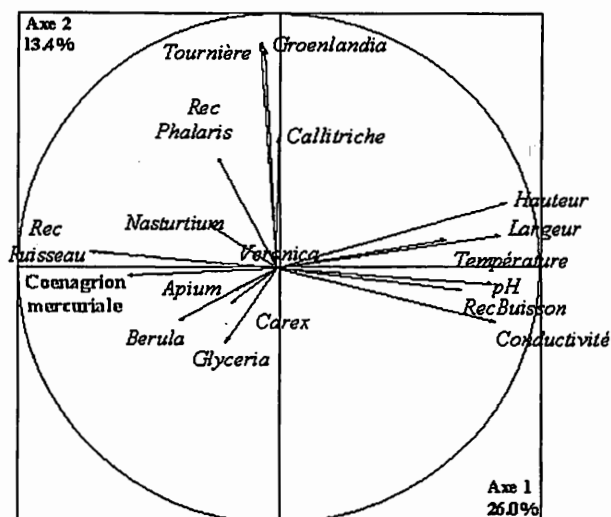 Axe 2
13.4%
Tournière
Groenlandia
Rec
Phalaris
Callitriche
Hauteur
Nasturtium
Largeur
Rec
Ruisseau
Veronica
Température
Coenagrion
mercuriale
Apium
pH
RecBuisson
Carex
Berula
Conductivité
Glyceria
Axe 1
26.0%